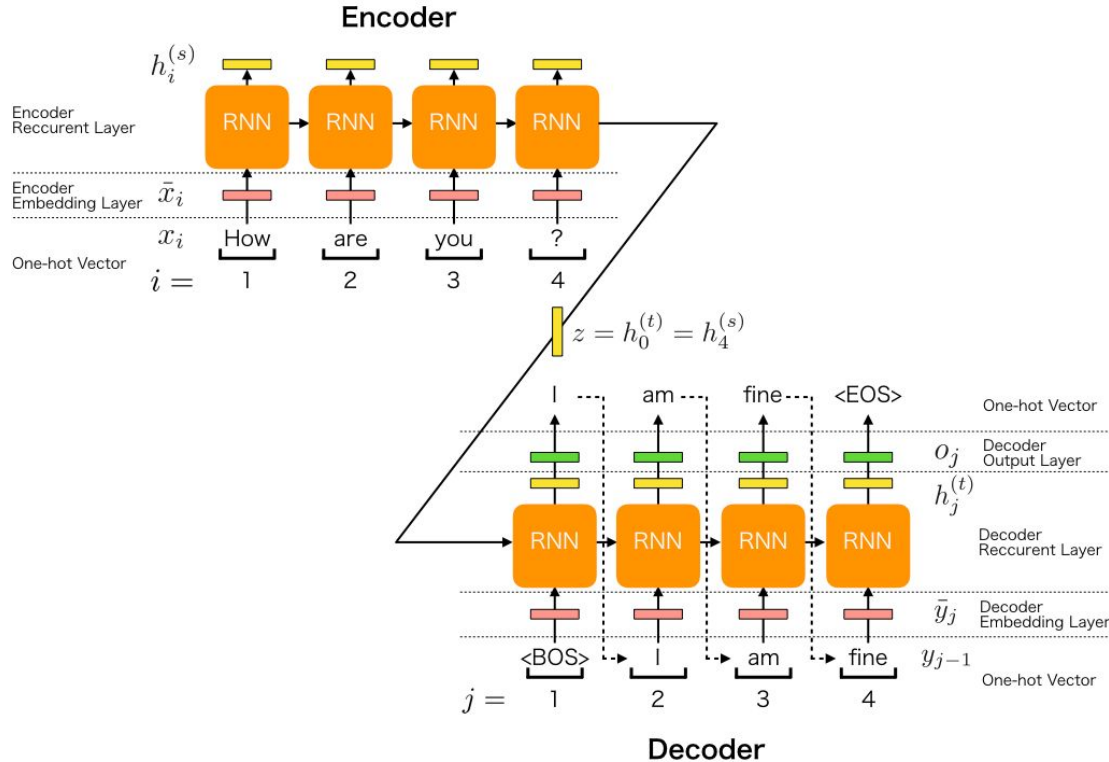 Encoder
h_i^{(s)}
RNN RNN RNN RNN
Encoder
Reccurent Layer
Encoder
Embedding Layer
x̄_i
x_i How are you ?
One-hot Vector
i = 1 2 3 4
z = h_0^{(t)} = h_4^{(s)}
I am fine <EOS> One-hot Vector
o_j Decoder
Output Layer
h_j^{(t)}
RNN RNN RNN RNN
Decoder
Reccurent Layer
ȳ_j Decoder
Embedding Layer
<BOS> I am fine y_{j-1}
One-hot Vector
j = 1 2 3 4
Decoder